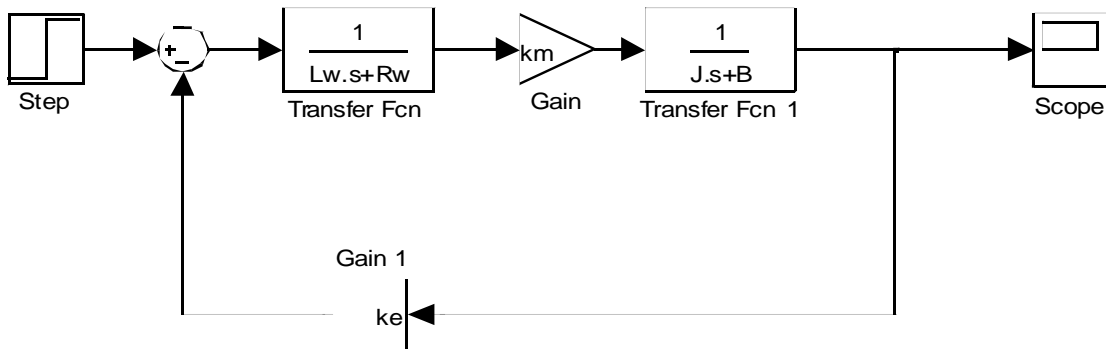 1
Lw.s+Rw
km
1
J.s+B
Step
Transfer Fcn
Gain
Transfer Fcn 1
Scope
Gain 1
ke